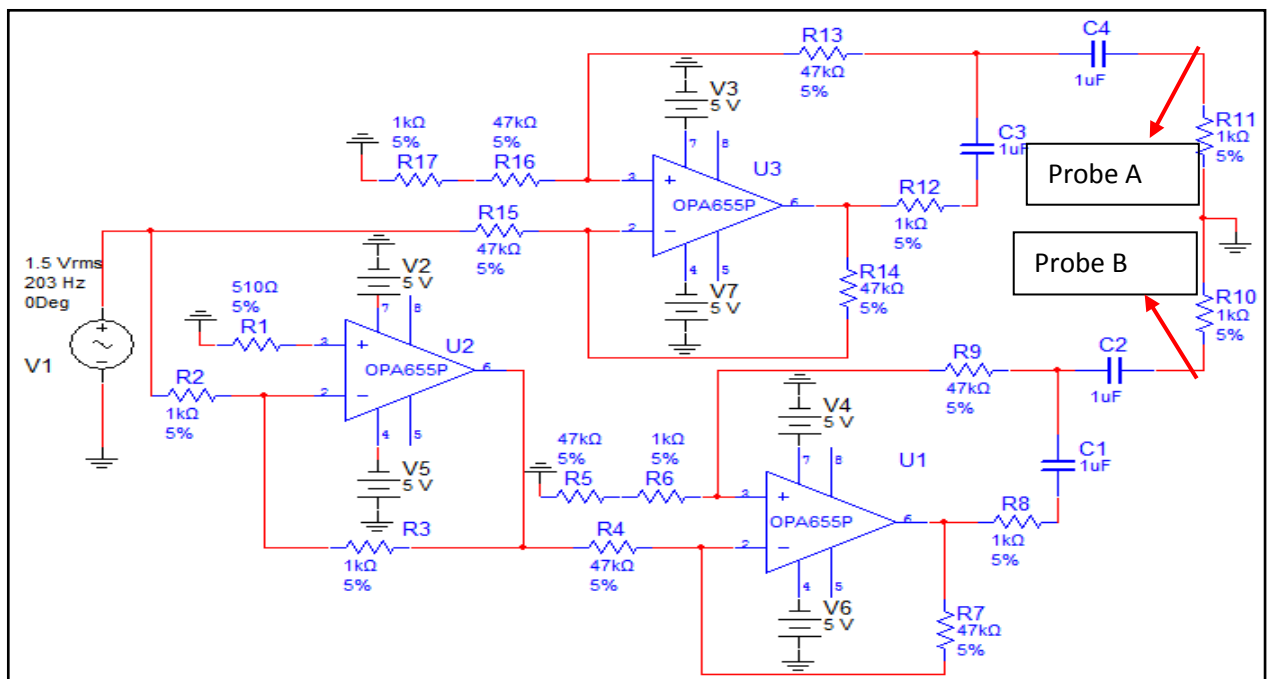 R13
47kΩ
5%
C4
1uF
V3
5 V
1kΩ
5%
R17
47kΩ
5%
R16
7
8
3
+
U3
OPA655P
6
2
−
4
5
R15
47kΩ
5%
V7
5 V
R12
1kΩ
5%
C3
1uF
R14
47kΩ
5%
R11
1kΩ
5%
Probe A
Probe B
R10
1kΩ
5%
1.5 Vrms
203 Hz
0Deg
+
−
V1
510Ω
5%
R1
V2
5 V
7
8
3
+
U2
OPA655P
6
2
−
4
5
R2
1kΩ
5%
V5
5 V
R3
1kΩ
5%
R9
47kΩ
5%
C2
1uF
V4
5 V
47kΩ
5%
R5
1kΩ
5%
R6
7
8
3
+
U1
OPA655P
6
2
−
4
5
R4
47kΩ
5%
V6
5 V
C1
1uF
R8
1kΩ
5%
R7
47kΩ
5%